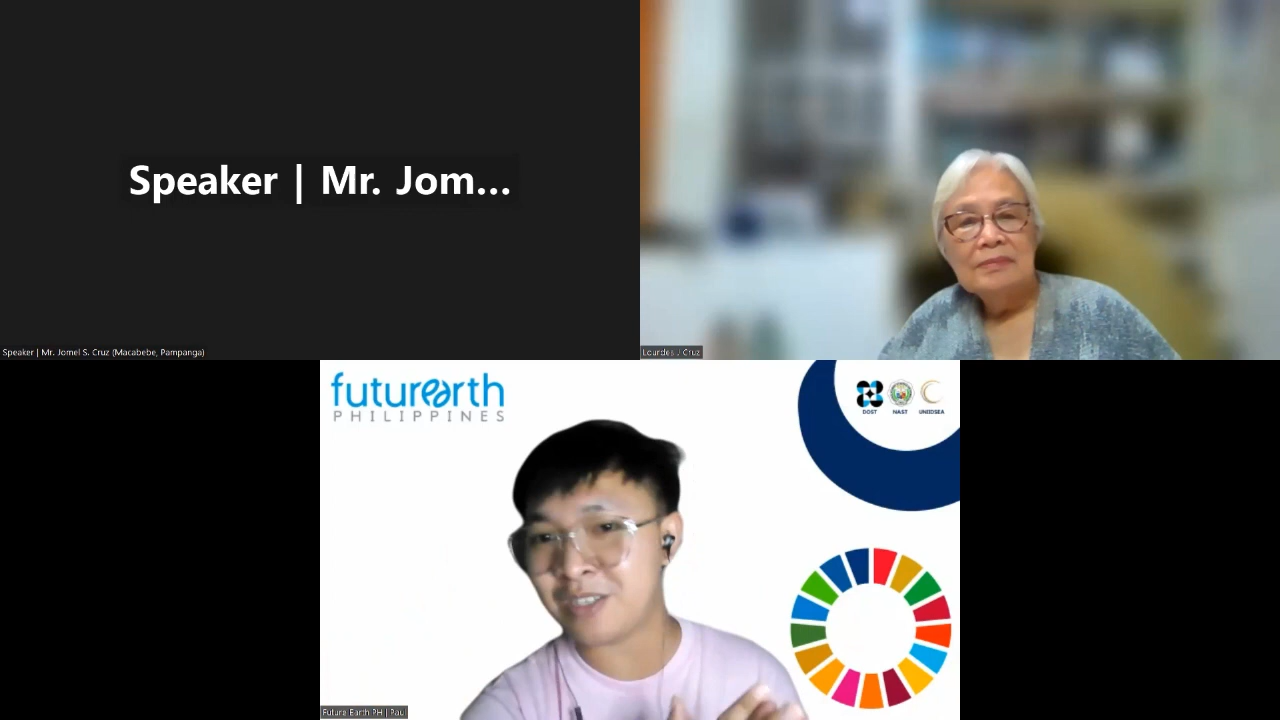 Speaker | Mr. Jom...
Speaker | Mr. Jomel S. Cruz (Macabebe, Pampanga)
Lourdes J Cruz
futurearth
PHILIPPINES
DOST NAST UNIIDSEA
Future Earth PH | Paul